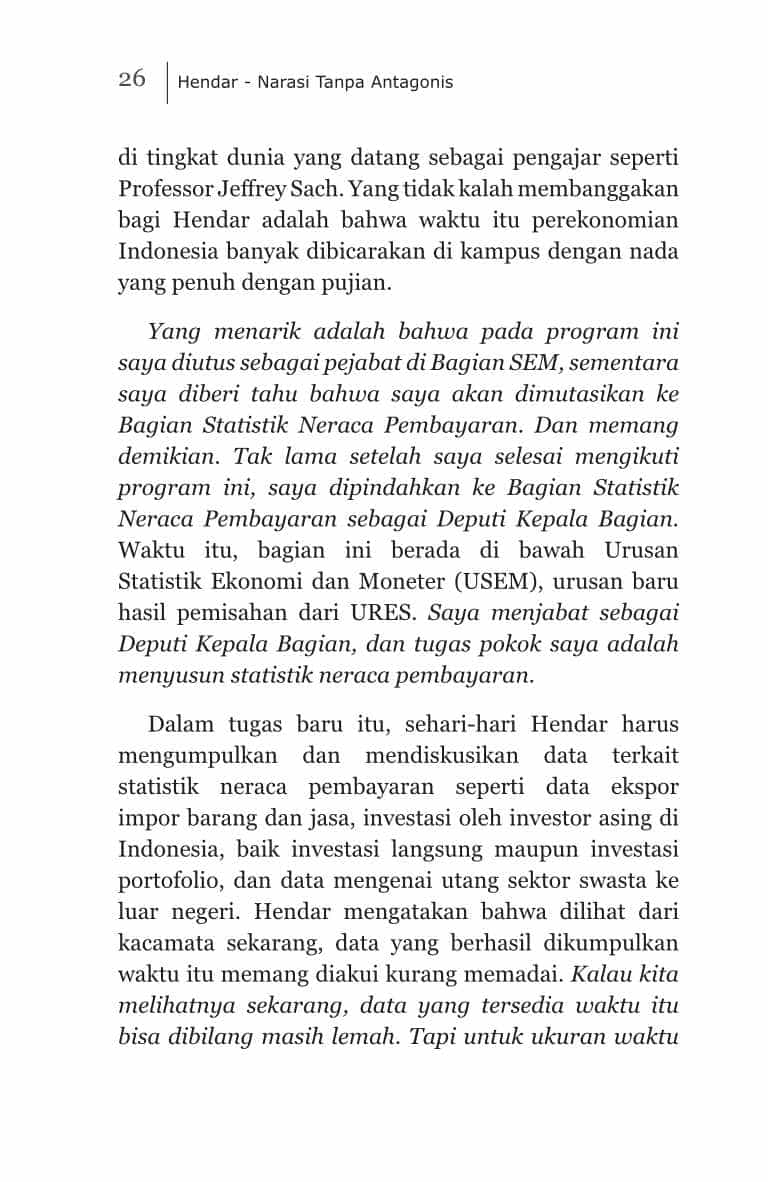 26
Hendar - Narasi Tanpa Antagonis
di tingkat dunia yang datang sebagai pengajar seperti
Professor Jeffrey Sach. Yang tidak kalah membanggakan
bagi Hendar adalah bahwa waktu itu perekonomian
Indonesia banyak dibicarakan di kampus dengan nada
yang penuh dengan pujian.
Yang menarik adalah bahwa pada program ini
saya diutus sebagai pejabat di Bagian SEM, sementara
saya diberi tahu bahwa saya akan dimutasikan ke
Bagian Statistik Neraca Pembayaran. Dan memang
demikian. Tak lama setelah saya selesai mengikuti
program ini, saya dipindahkan ke Bagian Statistik
Neraca Pembayaran sebagai Deputi Kepala Bagian.
Waktu itu, bagian ini berada di bawah Urusan
Statistik Ekonomi dan Moneter (USEM), urusan baru
hasil pemisahan dari URES. Saya menjabat sebagai
Deputi Kepala Bagian, dan tugas pokok saya adalah
menyusun statistik neraca pembayaran.
Dalam tugas baru itu, sehari-hari Hendar harus
mengumpulkan dan mendiskusikan data terkait
statistik neraca pembayaran seperti data ekspor
impor barang dan jasa, investasi oleh investor asing di
Indonesia, baik investasi langsung maupun investasi
portofolio, dan data mengenai utang sektor swasta ke
luar negeri. Hendar mengatakan bahwa dilihat dari
kacamata sekarang, data yang berhasil dikumpulkan
waktu itu memang diakui kurang memadai. Kalau kita
melihatnya sekarang, data yang tersedia waktu itu
bisa dibilang masih lemah. Tapi untuk ukuran waktu